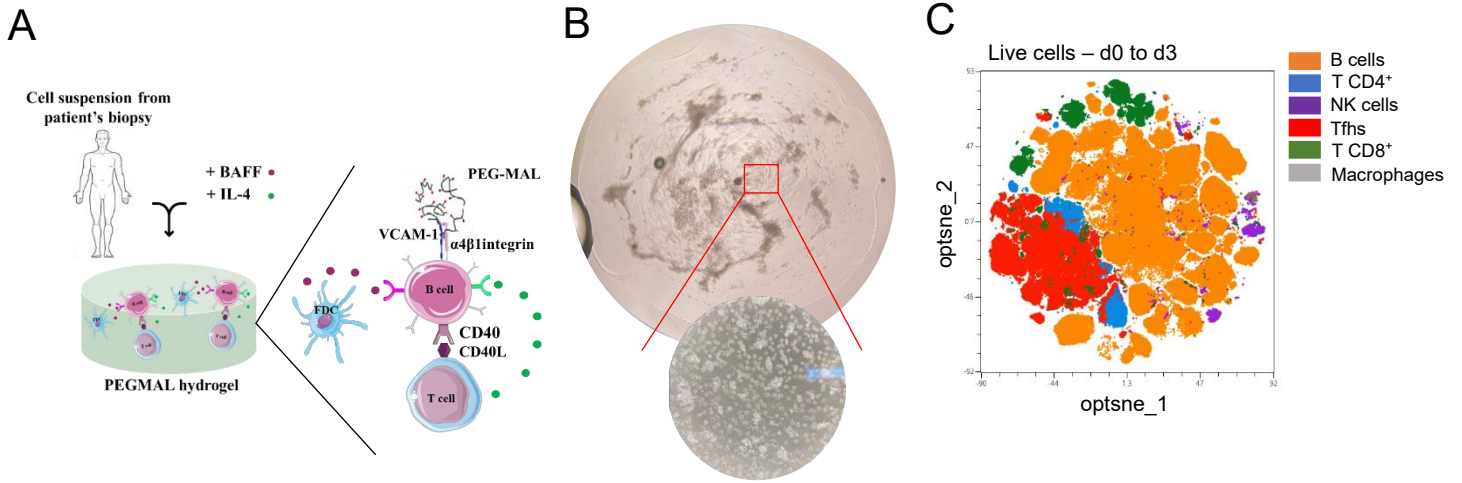 A
Cell suspension from
patient's biopsy
+ BAFF
+ IL-4
PEGMAL hydrogel
PEG-MAL
VCAM-1
α4β1integrin
B cell
FDC
CD40
CD40L
T cell
B
C
Live cells – d0 to d3
optsne_2
93
47
0.7
-46
-92
-90
-44
1.3
47
92
optsne_1
B cells
T CD4⁺
NK cells
Tfhs
T CD8⁺
Macrophages